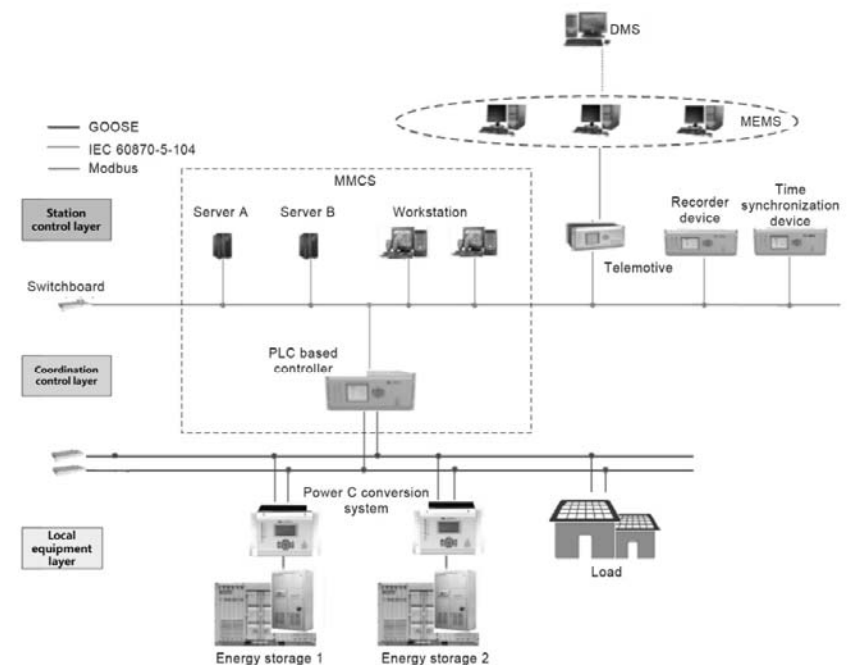 DMS
MEMS
GOOSE
IEC 60870-5-104
Modbus
MMCS
Station
control layer
Server A
Server B
Workstation
Recorder
device
Time
synchronization
device
Telemotive
Switchboard
PLC based
controller
Coordination
control layer
Power C conversion
system
Local
equipment
layer
Load
Energy storage 1
Energy storage 2